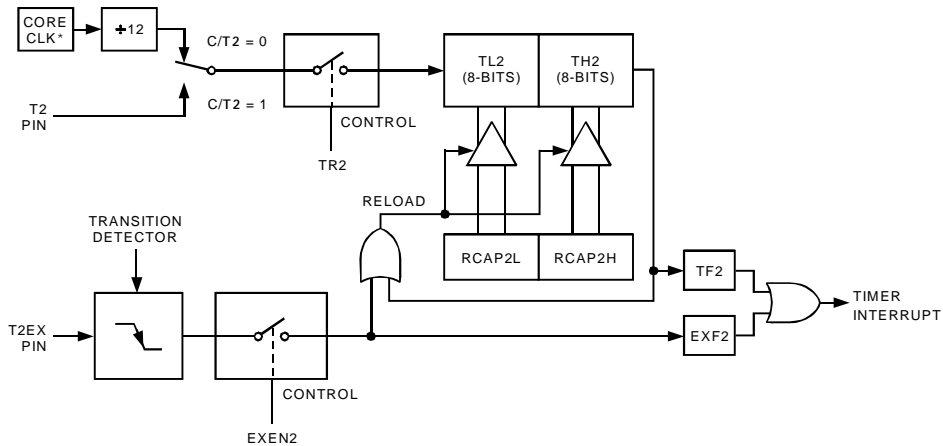 CORE
CLK*
÷12
C/T2 = 0
C/T2 = 1
T2
PIN
CONTROL
TR2
TL2
(8-BITS)
TH2
(8-BITS)
RELOAD
TRANSITION
DETECTOR
RCAP2L
RCAP2H
TF2
TIMER
INTERRUPT
T2EX
PIN
EXF2
CONTROL
EXEN2